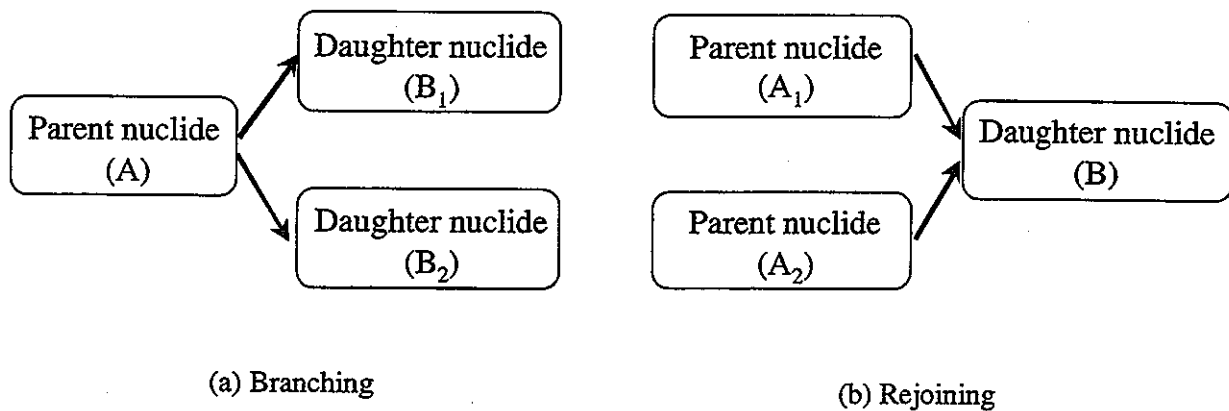 Parent nuclide
(A)
Daughter nuclide
(B₁)
Daughter nuclide
(B₂)
(a) Branching
Parent nuclide
(A₁)
Parent nuclide
(A₂)
Daughter nuclide
(B)
(b) Rejoining